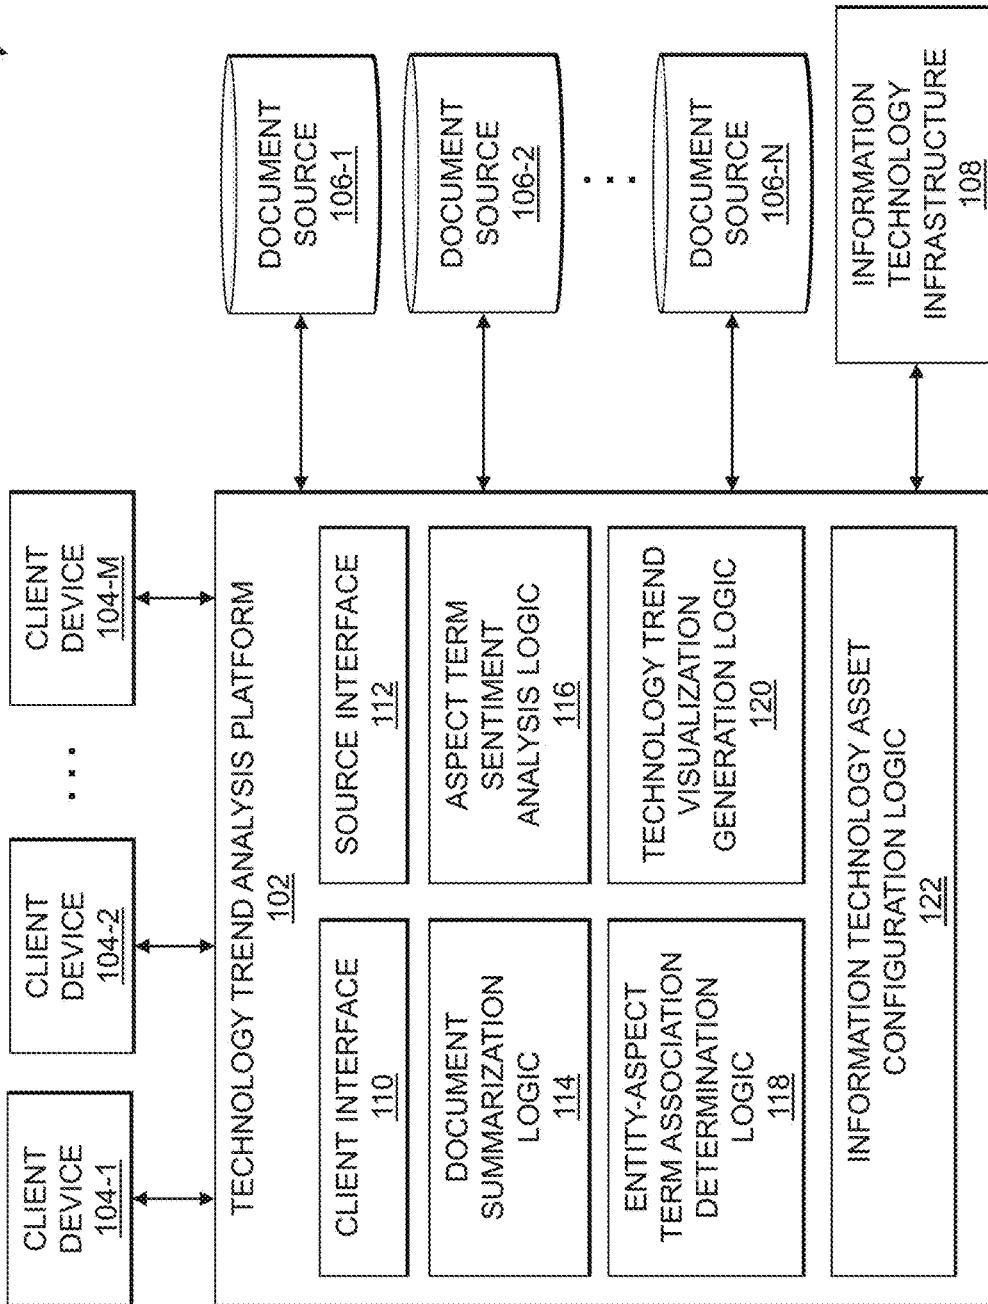 CLIENT
DEVICE
104-1
CLIENT
DEVICE
104-2
. . .
CLIENT
DEVICE
104-M
TECHNOLOGY TREND ANALYSIS PLATFORM
102
CLIENT INTERFACE
110
SOURCE INTERFACE
112
DOCUMENT
SUMMARIZATION
LOGIC
114
ASPECT TERM
SENTIMENT
ANALYSIS LOGIC
116
ENTITY-ASPECT
TERM ASSOCIATION
DETERMINATION
LOGIC
118
TECHNOLOGY TREND
VISUALIZATION
GENERATION LOGIC
120
INFORMATION TECHNOLOGY ASSET
CONFIGURATION LOGIC
122
DOCUMENT
SOURCE
106-1
DOCUMENT
SOURCE
106-2
. . .
DOCUMENT
SOURCE
106-N
INFORMATION
TECHNOLOGY
INFRASTRUCTURE
108